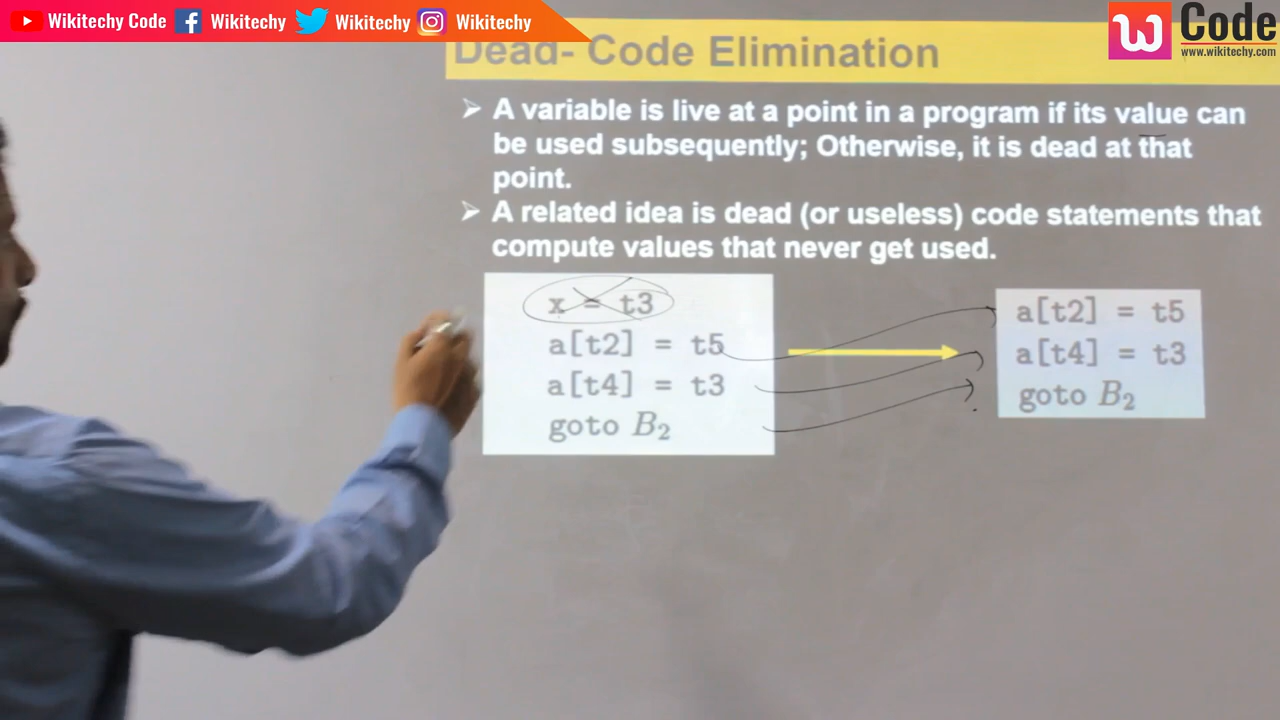 Wikitechy Code Wikitechy Wikitechy Wikitechy
W Code
www.wikitechy.com
Dead- Code Elimination
➢ A variable is live at a point in a program if its value can
be used subsequently; Otherwise, it is dead at that
point.
➢ A related idea is dead (or useless) code statements that
compute values that never get used.
x = t3
a[t2] = t5
a[t4] = t3
goto B₂
a[t2] = t5
a[t4] = t3
goto B₂